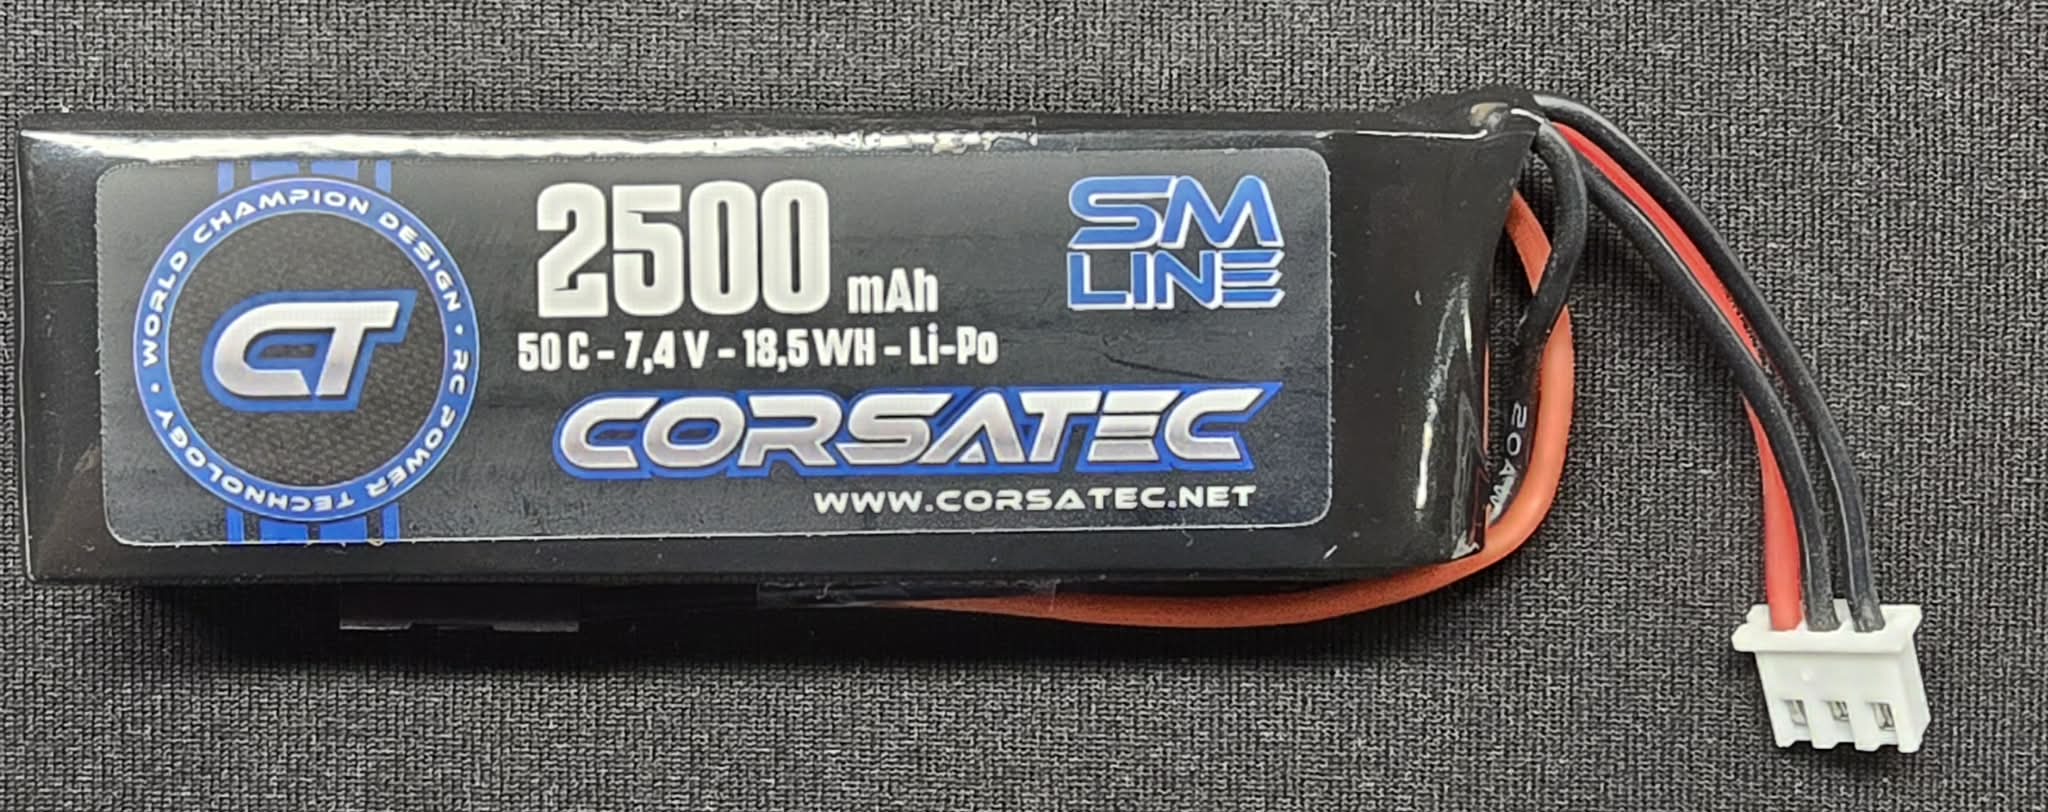 WORLD CHAMPION DESIGN • RC POWER TECHNOLOGY •
CT
2500 mAh
50 C - 7,4 V - 18,5 WH - Li-Po
SM
LINE
CORSATEC
WWW.CORSATEC.NET
20AW